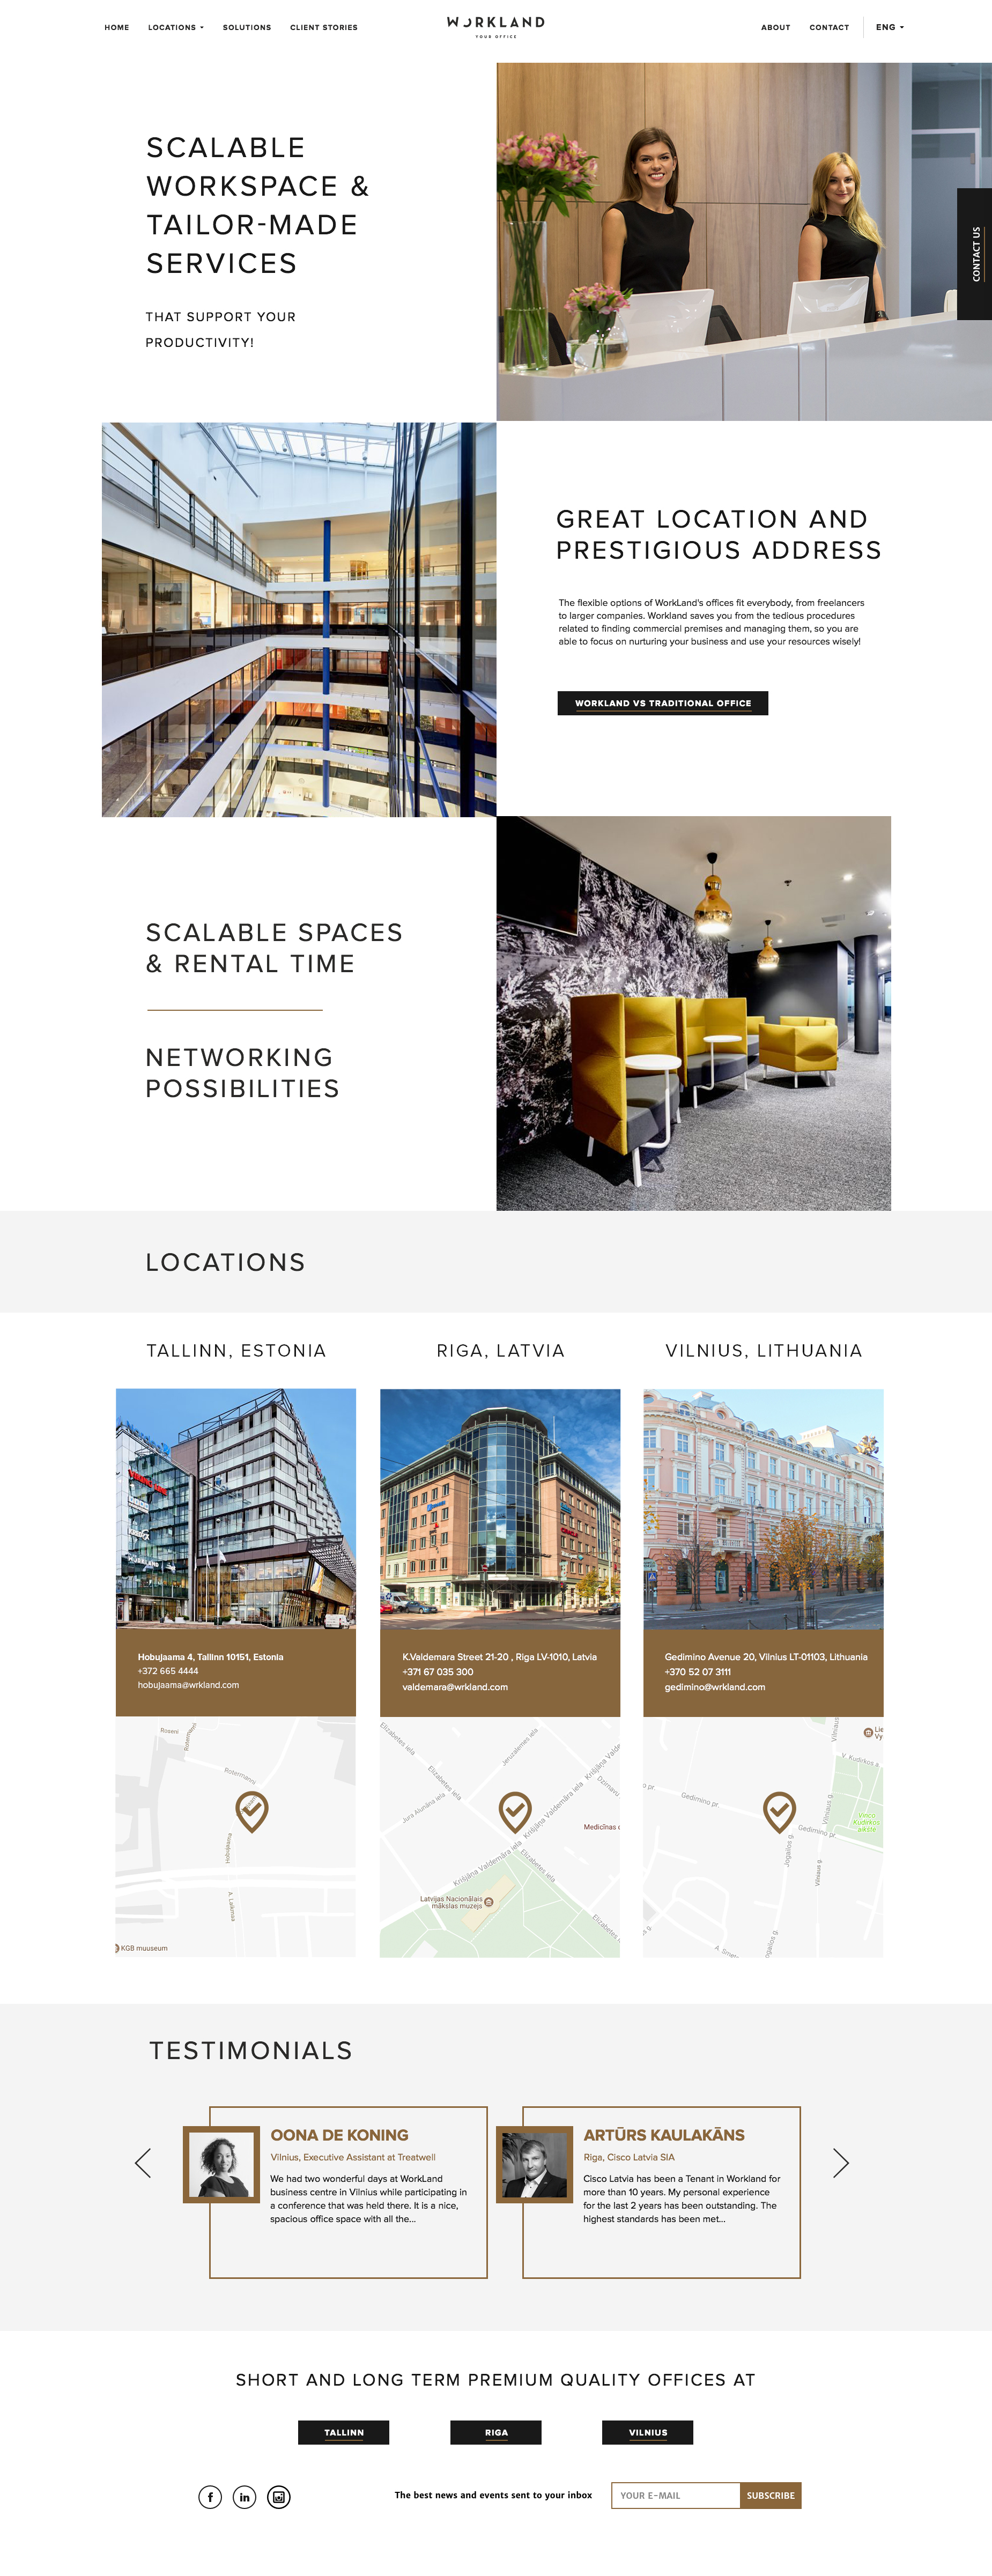 HOME LOCATIONS SOLUTIONS CLIENT STORIES
WORKLAND
YOUR OFFICE
ABOUT CONTACT ENG
SCALABLE
WORKSPACE &
TAILOR-MADE
SERVICES
THAT SUPPORT YOUR
PRODUCTIVITY!
CONTACT US
GREAT LOCATION AND
PRESTIGIOUS ADDRESS
The flexible options of WorkLand's offices fit everybody, from freelancers
to larger companies. Workland saves you from the tedious procedures
related to finding commercial premises and managing them, so you are
able to focus on nurturing your business and use your resources wisely!
WORKLAND VS TRADITIONAL OFFICE
SCALABLE SPACES
& RENTAL TIME
NETWORKING
POSSIBILITIES
LOCATIONS
TALLINN, ESTONIA
RIGA, LATVIA
VILNIUS, LITHUANIA
Hobujaama 4, Tallinn 10151, Estonia
+372 665 4444
hobujaama@wrkland.com
K.Valdemara Street 21-20 , Riga LV-1010, Latvia
+371 67 035 300
valdemara@wrkland.com
Gedimino Avenue 20, Vilnius LT-01103, Lithuania
+370 52 07 3111
gedimino@wrkland.com
Roseni
Rotermanni
Rotermanni
Hobujaama
A. Laikmaa
KGB muuseum
Elizabetes iela
Elizabetes iela
Jeruzalemes iela
Jura Alunāna iela
Krišjāņa Valdemāra iela
Krišjāņa Valdemāra iela
Dzirnavu
Medicīnas
Elizabetes iela
Latvijas Nacionālais
mākslas muzejs
Elizabetes
Vilniaus
V. Kudirkos g.
Gedimino pr.
Vilniaus g.
Vinco
Kudirkos
aikštė
Gedimino pr.
Jogailos g.
Vilniaus g.
TESTIMONIALS
OONA DE KONING
Vilnius, Executive Assistant at Treatwell
We had two wonderful days at WorkLand
business centre in Vilnius while participating in
a conference that was held there. It is a nice,
spacious office space with all the...
ARTŪRS KAULAKĀNS
Riga, Cisco Latvia SIA
Cisco Latvia has been a Tenant in Workland for
more than 10 years. My personal experience
for the last 2 years has been outstanding. The
highest standards has been met...
SHORT AND LONG TERM PREMIUM QUALITY OFFICES AT
TALLINN
RIGA
VILNIUS
The best news and events sent to your inbox
YOUR E-MAIL
SUBSCRIBE